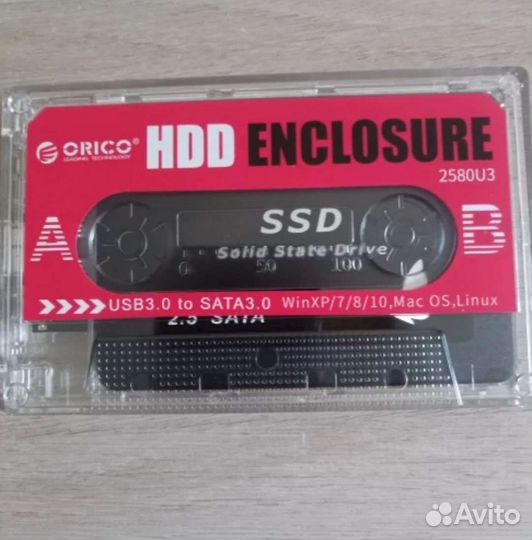 ORICO® HDD ENCLOSURE
LEADING TECHNOLOGY
2580U3
A B
SSD
Solid State Drive
0 50 100
>>>> USB3.0 to SATA3.0 WinXP/7/8/10,Mac OS,Linux
2.5" SATA
Avito